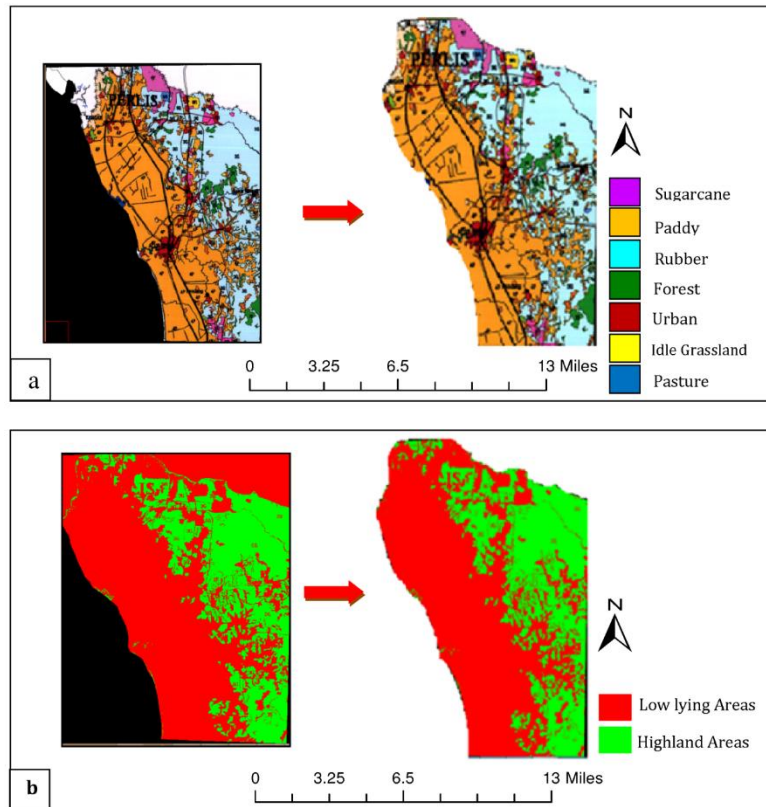 PERLIS
N
Sugarcane
Paddy
Rubber
Forest
Urban
Idle Grassland
Pasture
a
0 3.25 6.5 13 Miles
N
Low lying Areas
Highland Areas
b
0 3.25 6.5 13 Miles